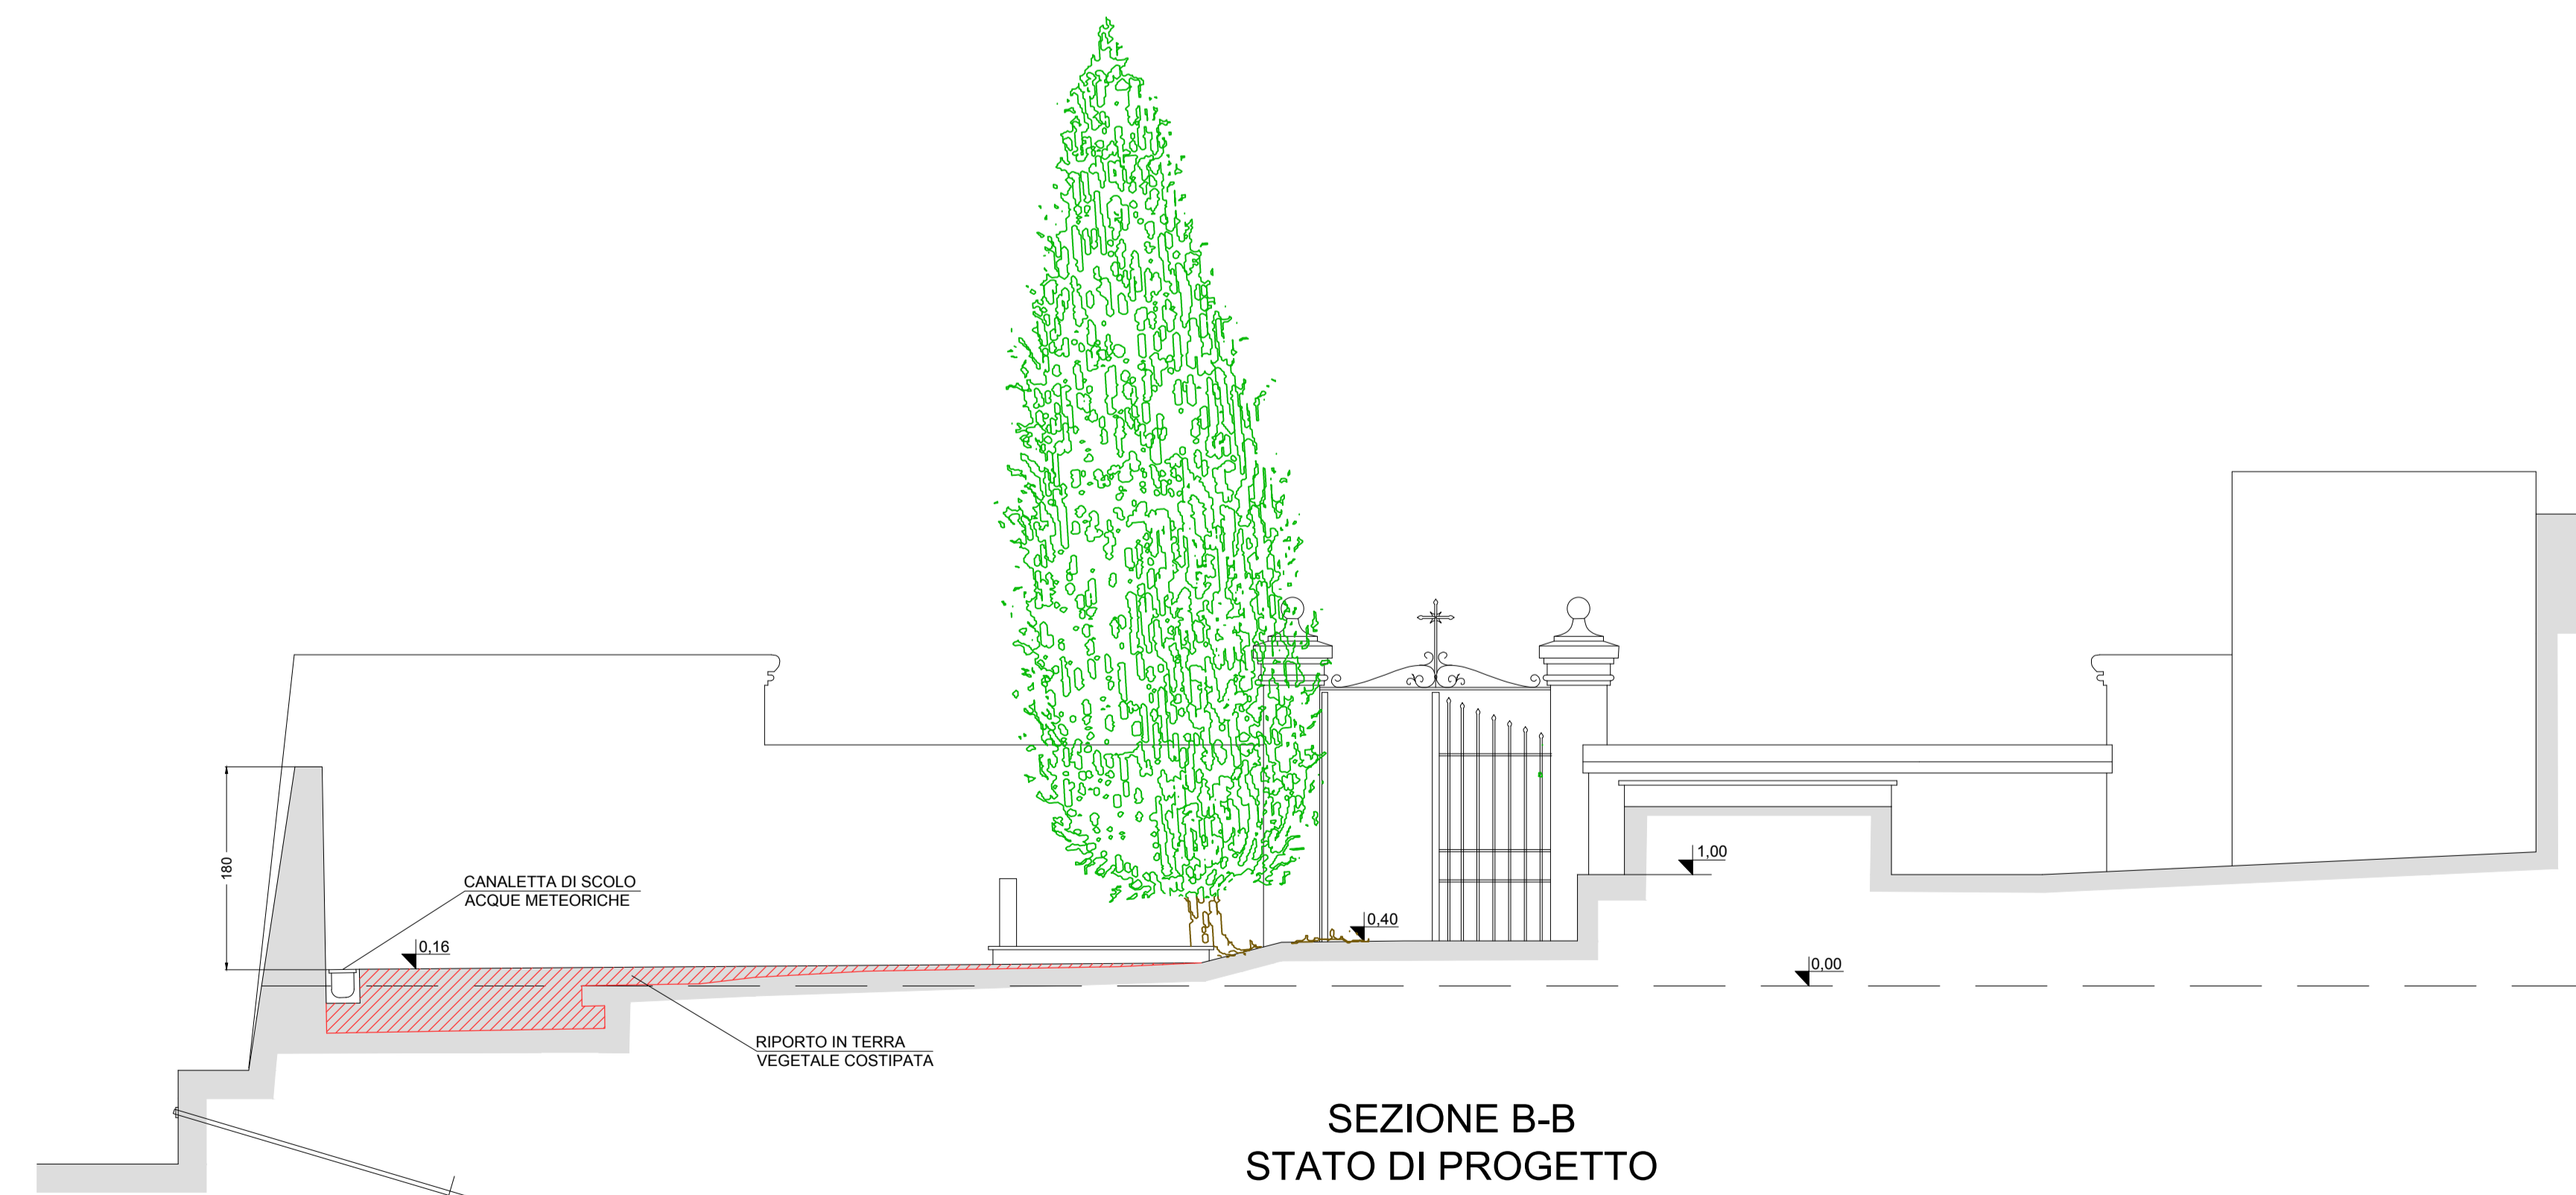 1,00
180
CANALETTA DI SCOLO
ACQUE METEORICHE
0,40
0,16
0,00
RIPORTO IN TERRA
VEGETALE COSTIPATA
SEZIONE B-B
STATO DI PROGETTO